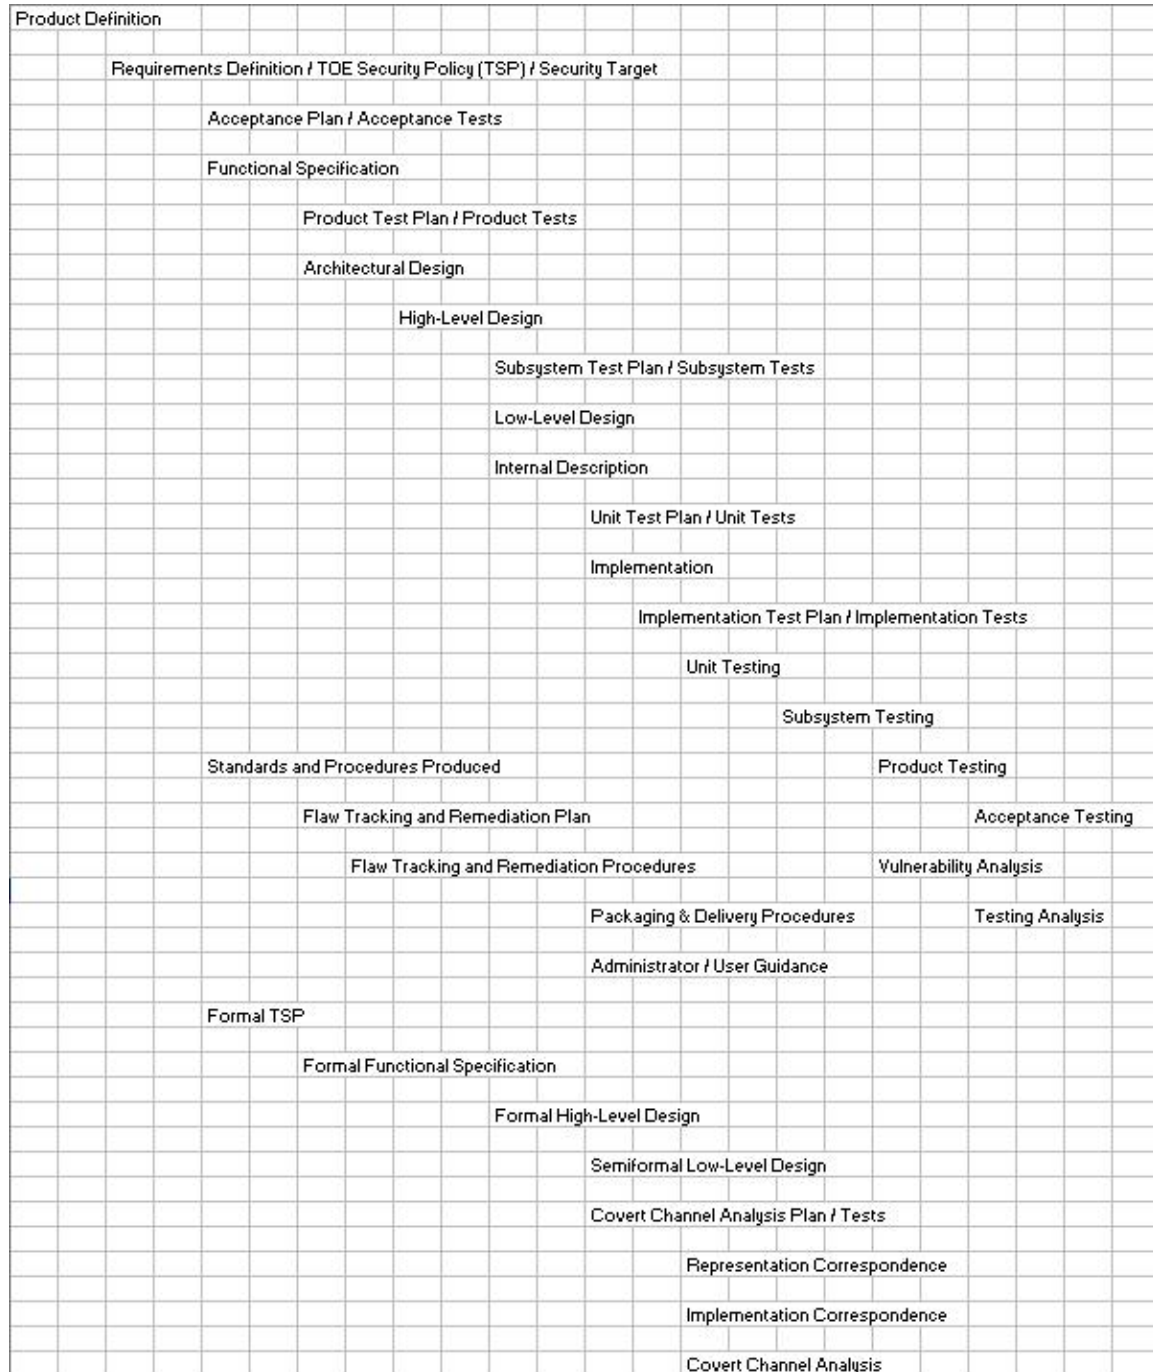 Product Definition
Requirements Definition / TOE Security Policy (TSP) / Security Target
Acceptance Plan / Acceptance Tests
Functional Specification
Product Test Plan / Product Tests
Architectural Design
High-Level Design
Subsystem Test Plan / Subsystem Tests
Low-Level Design
Internal Description
Unit Test Plan / Unit Tests
Implementation
Implementation Test Plan / Implementation Tests
Unit Testing
Subsystem Testing
Standards and Procedures Produced Product Testing
Flaw Tracking and Remediation Plan Acceptance Testing
Flaw Tracking and Remediation Procedures Vulnerability Analysis
Packaging & Delivery Procedures Testing Analysis
Administrator / User Guidance
Formal TSP
Formal Functional Specification
Formal High-Level Design
Semiformal Low-Level Design
Covert Channel Analysis Plan / Tests
Representation Correspondence
Implementation Correspondence
Covert Channel Analysis